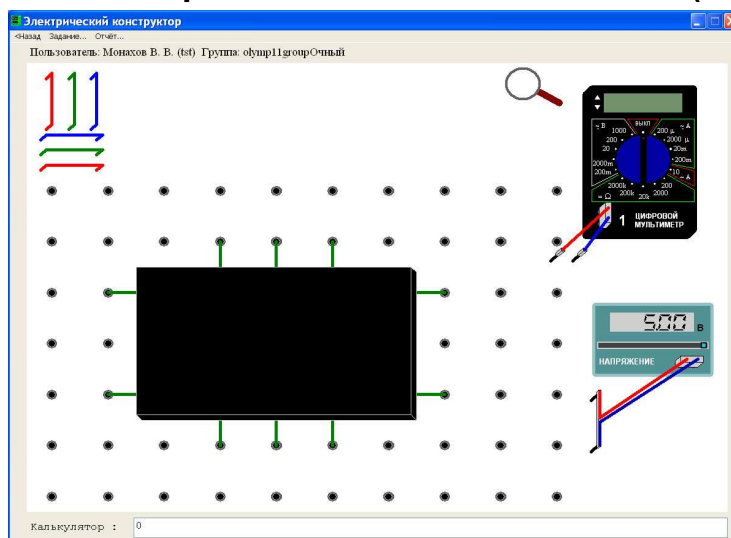 Электрический конструктор
<Назад Задание... Отчёт...
Пользователь: Монахов В. В. (tst) Группа: olymp11groupОчный
ВЫКЛ
≂ В
1000
200
20
2000m
200m
200 μ
≂ А
2000 μ
20m
200m
10
= А
2000k
200k
20k
2000
200
= Ω
1 ЦИФРОВОЙ
МУЛЬТИМЕТР
5.00 В
НАПРЯЖЕНИЕ
Калькулятор : 0